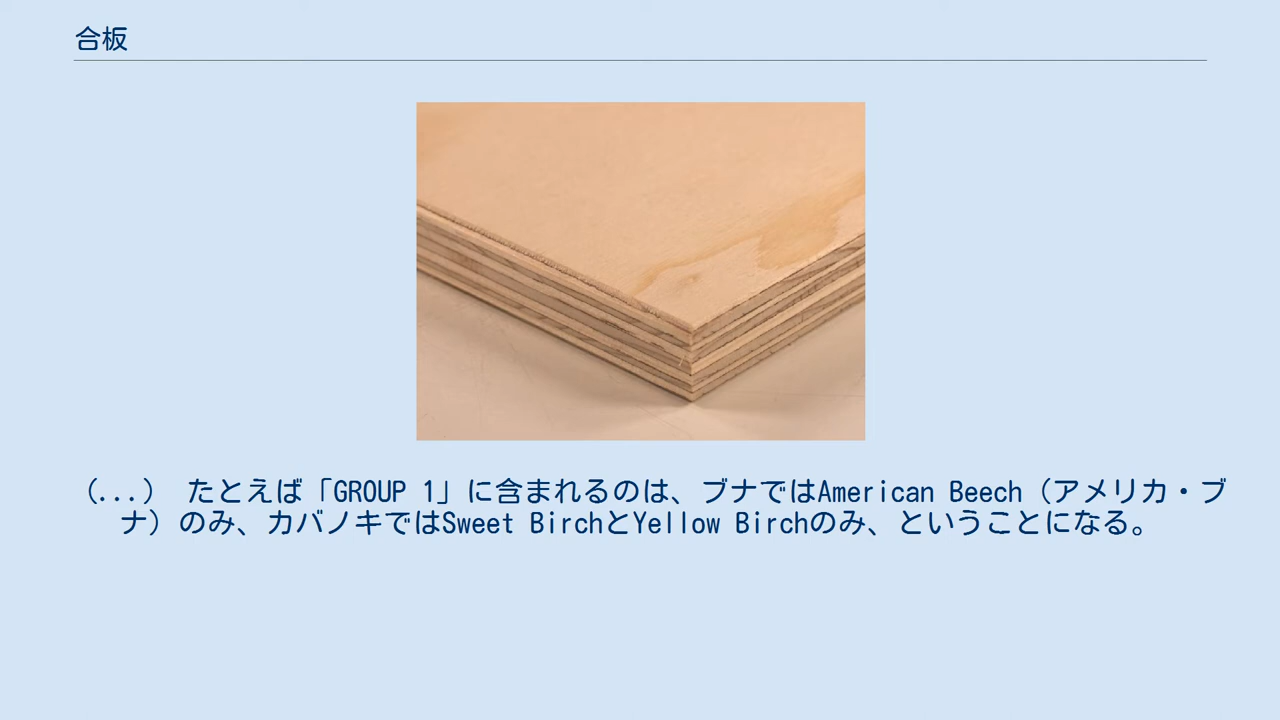 合板
（...）　たとえば「GROUP 1」に含まれるのは、ブナではAmerican Beech（アメリカ・ブ
ナ）のみ、カバノキではSweet BirchとYellow Birchのみ、ということになる。